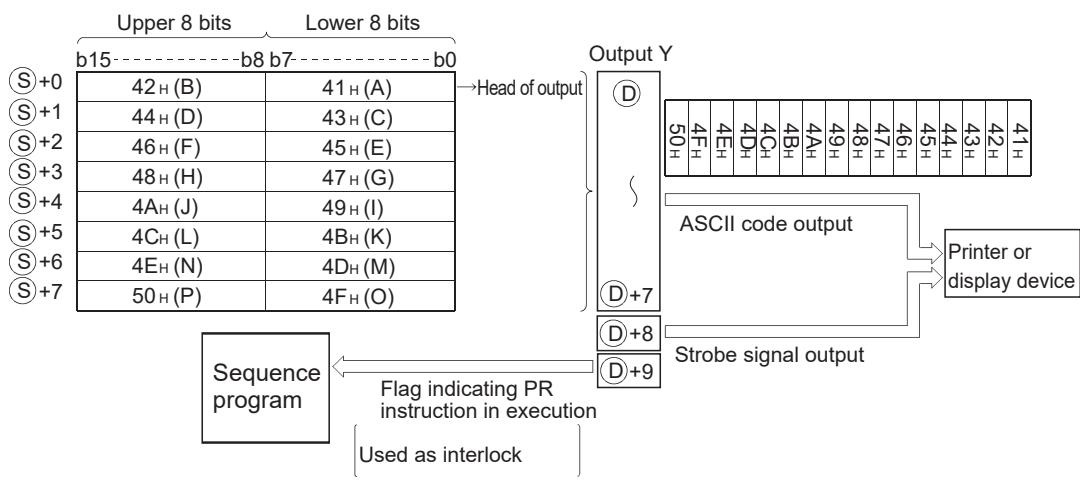 Upper 8 bits Lower 8 bits
b15 b8 b7 b0
Output Y
Ⓢ+0 42H (B) 41H (A) →Head of output Ⓓ
Ⓢ+1 44H (D) 43H (C)
Ⓢ+2 46H (F) 45H (E)
Ⓢ+3 48H (H) 47H (G)
Ⓢ+4 4AH (J) 49H (I)
Ⓢ+5 4CH (L) 4BH (K)
Ⓢ+6 4EH (N) 4DH (M)
Ⓢ+7 50H (P) 4FH (O)
50H 4FH 4EH 4DH 4CH 4BH 4AH 49H 48H 47H 46H 45H 44H 43H 42H 41H
ASCII code output
Printer or
display device
Ⓓ+7
Ⓓ+8
Strobe signal output
Ⓓ+9
Sequence
program
Flag indicating PR
instruction in execution
Used as interlock